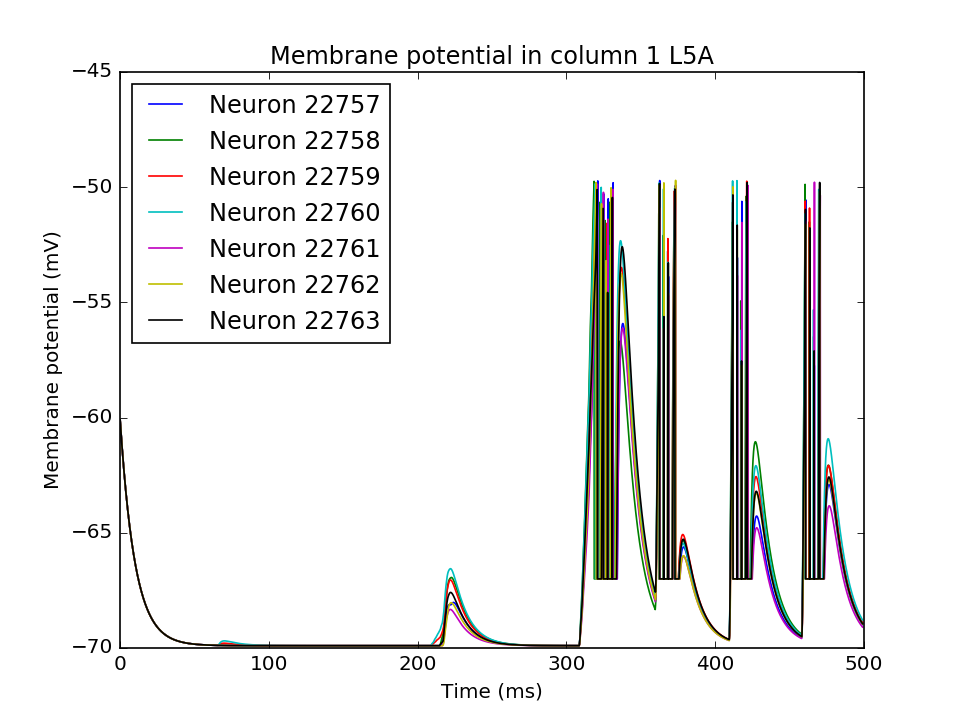 Membrane potential in column 1 L5A
−45
−50
−55
−60
−65
−70
Membrane potential (mV)
Neuron 22757
Neuron 22758
Neuron 22759
Neuron 22760
Neuron 22761
Neuron 22762
Neuron 22763
0 100 200 300 400 500
Time (ms)